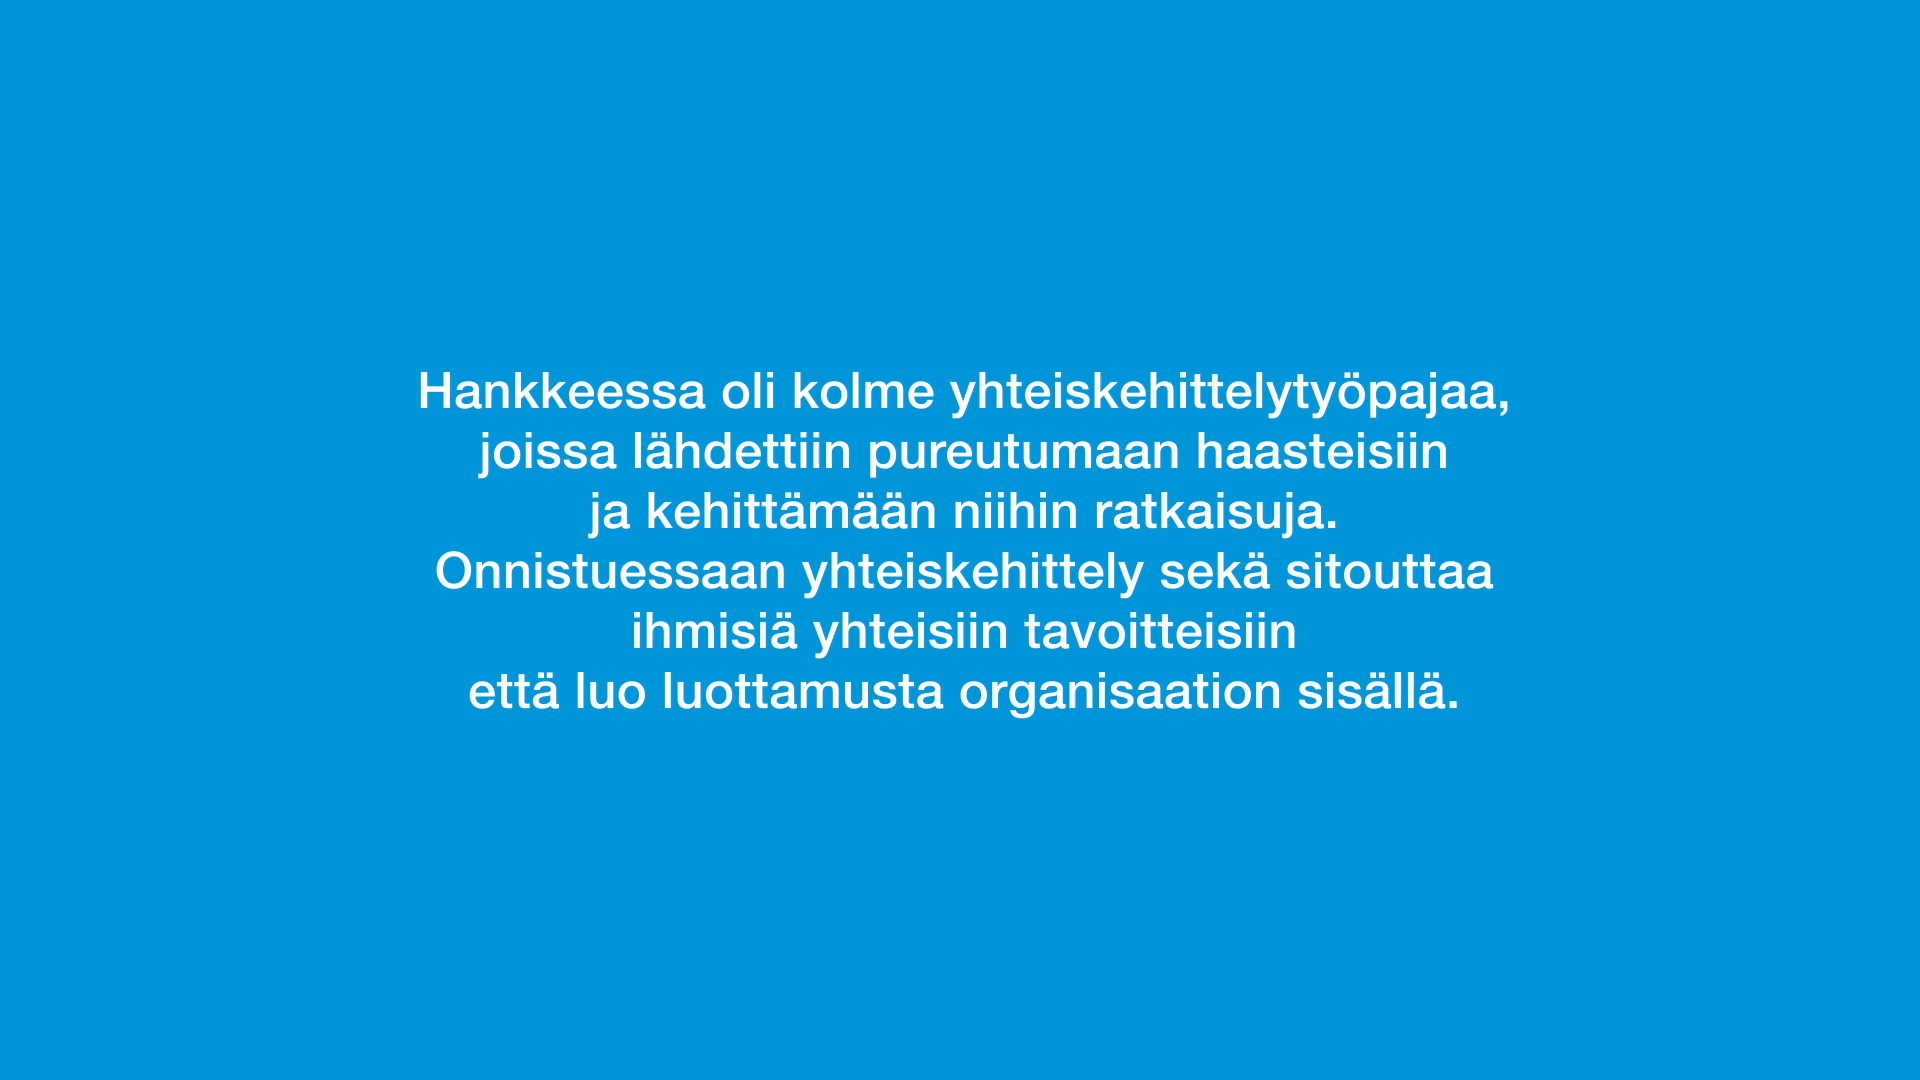 Hankkeessa oli kolme yhteiskehittelytyöpajaa,
joissa lähdettiin pureutumaan haasteisiin
ja kehittämään niihin ratkaisuja.
Onnistuessaan yhteiskehittely sekä sitouttaa
ihmisiä yhteisiin tavoitteisiin
että luo luottamusta organisaation sisällä.